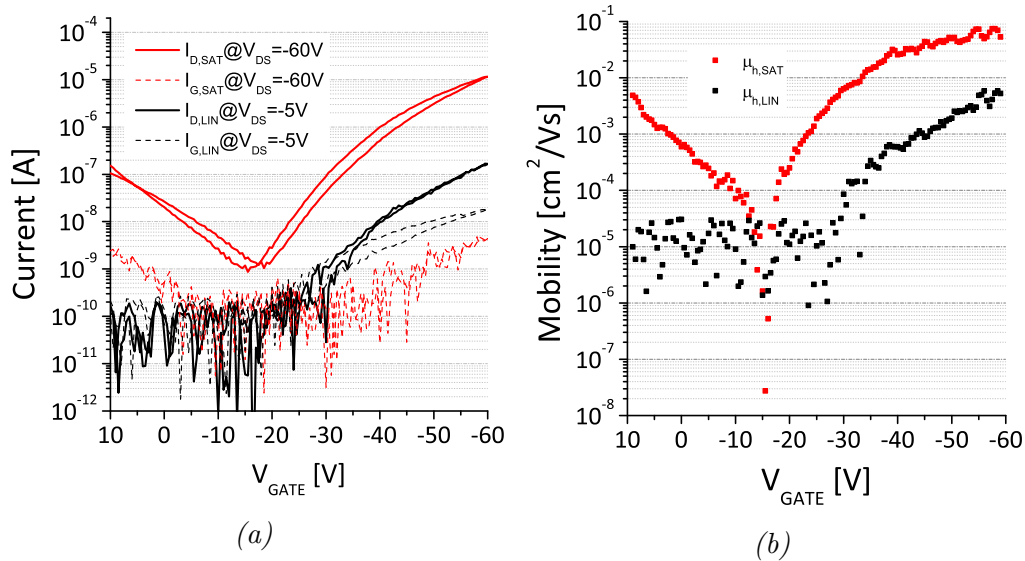 10⁻⁴
10⁻⁵
10⁻⁶
10⁻⁷
10⁻⁸
10⁻⁹
10⁻¹⁰
10⁻¹¹
10⁻¹²
Current [A]
I_D,SAT@V_DS=-60V
I_G,SAT@V_DS=-60V
I_D,LIN@V_DS=-5V
I_G,LIN@V_DS=-5V
10 0 -10 -20 -30 -40 -50 -60
V_GATE [V]
(a)
10⁻¹
10⁻¹
10⁻²
10⁻³
10⁻⁴
10⁻⁵
10⁻⁶
10⁻⁷
10⁻⁸
Mobility [cm²/Vs]
μ_h,SAT
μ_h,LIN
10 0 -10 -20 -30 -40 -50 -60
V_GATE [V]
(b)